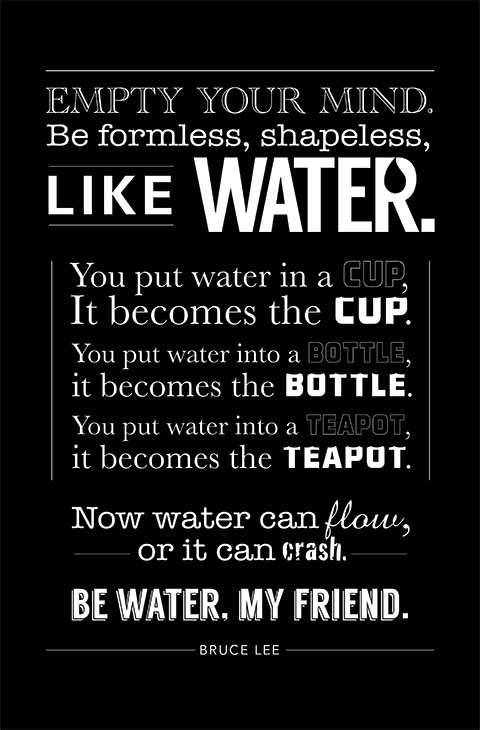 EMPTY YOUR MIND.
Be formless, shapeless,
LIKE WATER.
You put water in a CUP,
It becomes the CUP.
You put water into a BOTTLE,
it becomes the BOTTLE.
You put water into a TEAPOT,
it becomes the TEAPOT.
Now water can flow,
or it can crash.
BE WATER, MY FRIEND.
BRUCE LEE